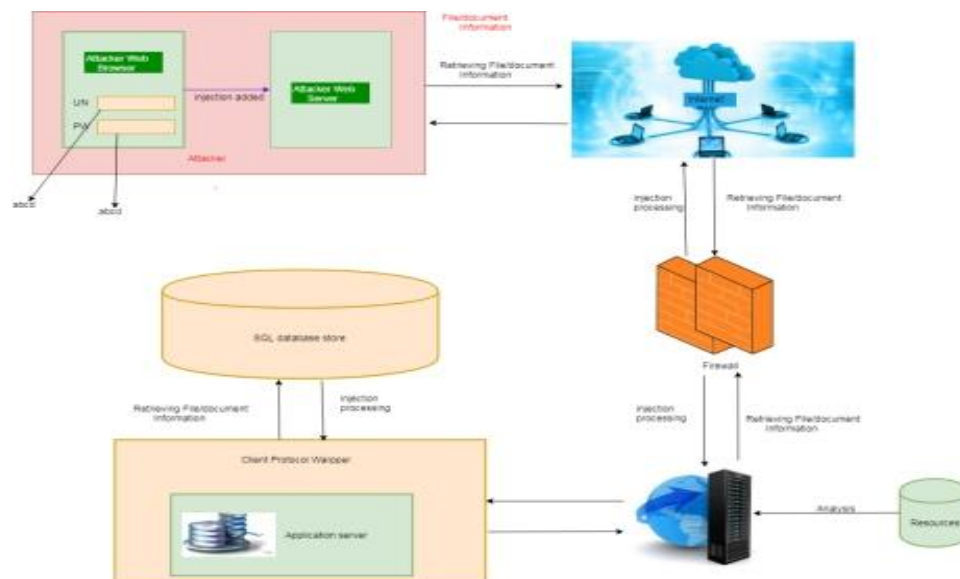 File/document
Information
Attacker Web
Browser
UN
PW
injection added
Attacker Web
Server
Attacker
abcd
abcd
Retrieving File/document
Information
Internet
injection
processing
Retrieving File/document
Information
Firewall
SQL database store
Retrieving File/document
Information
injection
processing
injection
processing
Retrieving File/document
Information
Client Protocol Warpper
Application server
Analysis
Resources